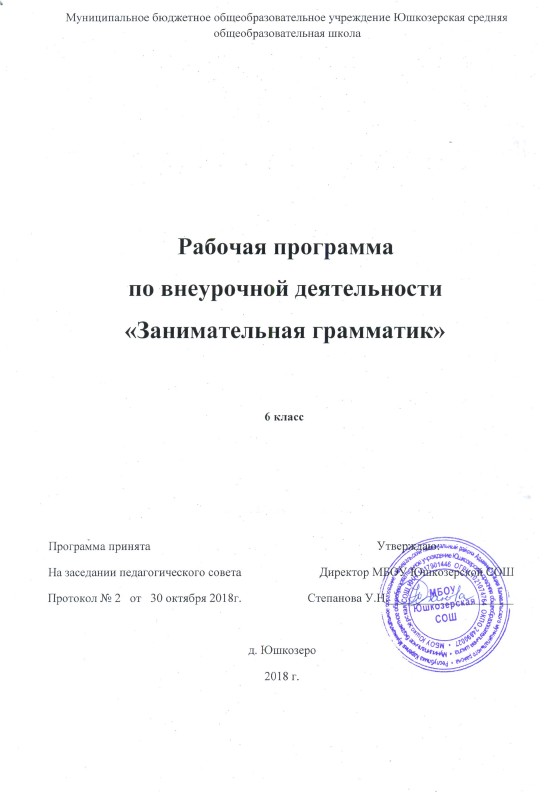 Муниципальное бюджетное общеобразовательное учреждение Юшкозерская средняя
общеобразовательная школа
Рабочая программа
по внеурочной деятельности
«Занимательная грамматик»
6 класс
Программа принята Утверждаю:
На заседании педагогического совета Директор МБОУ Юшкозерской СОШ
Протокол № 2 от 30 октября 2018г. Степанова У.Н.
МБОУ
Юшкозерская
СОШ
д. Юшкозеро
2018 г.